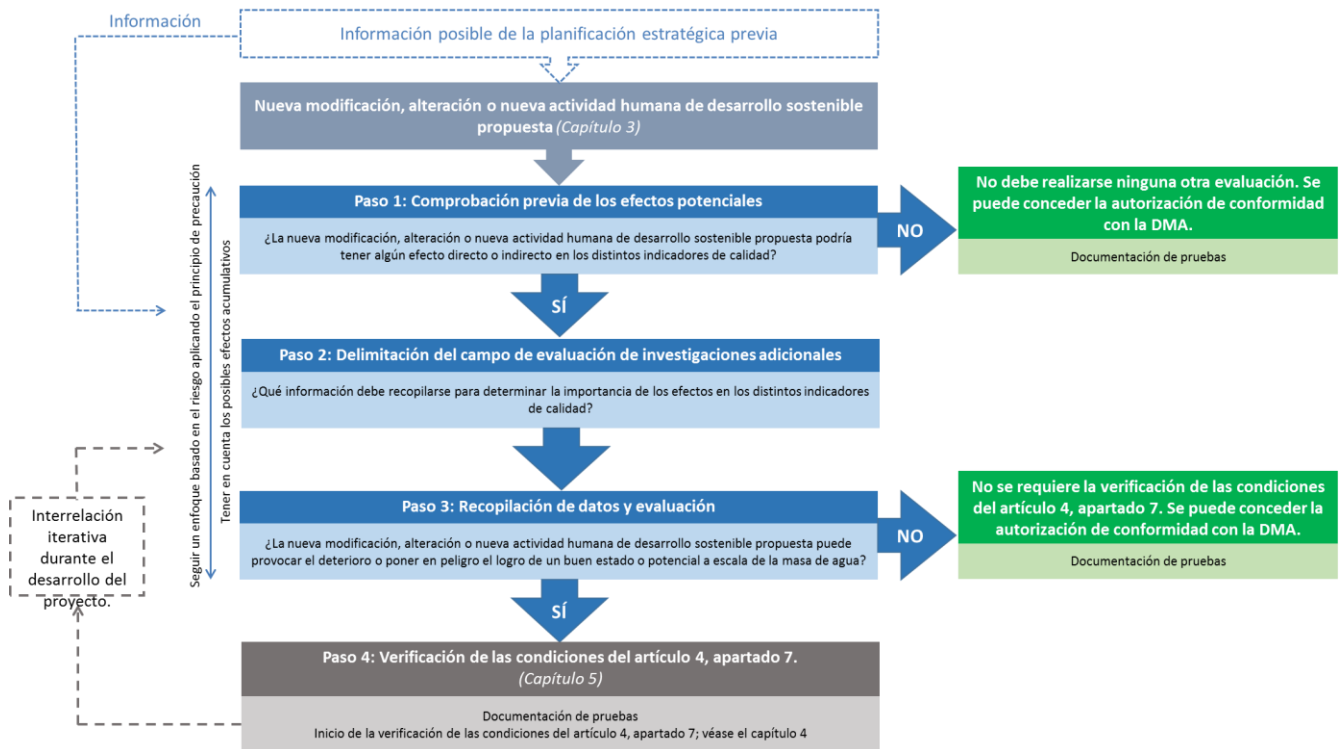 Información
Información posible de la planificación estratégica previa
Nueva modificación, alteración o nueva actividad humana de desarrollo sostenible
propuesta (Capítulo 3)
Seguir un enfoque basado en el riesgo aplicando el principio de precaución
Tener en cuenta los posibles efectos acumulativos
Paso 1: Comprobación previa de los efectos potenciales
¿La nueva modificación, alteración o nueva actividad humana de desarrollo sostenible propuesta podría
tener algún efecto directo o indirecto en los distintos indicadores de calidad?
NO
No debe realizarse ninguna otra evaluación. Se
puede conceder la autorización de conformidad
con la DMA.
Documentación de pruebas
SÍ
Paso 2: Delimitación del campo de evaluación de investigaciones adicionales
¿Qué información debe recopilarse para determinar la importancia de los efectos en los distintos indicadores
de calidad?
Paso 3: Recopilación de datos y evaluación
¿La nueva modificación, alteración o nueva actividad humana de desarrollo sostenible propuesta puede
provocar el deterioro o poner en peligro el logro de un buen estado o potencial a escala de la masa de agua?
NO
No se requiere la verificación de las condiciones
del artículo 4, apartado 7. Se puede conceder la
autorización de conformidad con la DMA.
Documentación de pruebas
Interrelación
iterativa
durante el
desarrollo del
proyecto.
SÍ
Paso 4: Verificación de las condiciones del artículo 4, apartado 7.
(Capítulo 5)
Documentación de pruebas
Inicio de la verificación de las condiciones del artículo 4, apartado 7; véase el capítulo 4